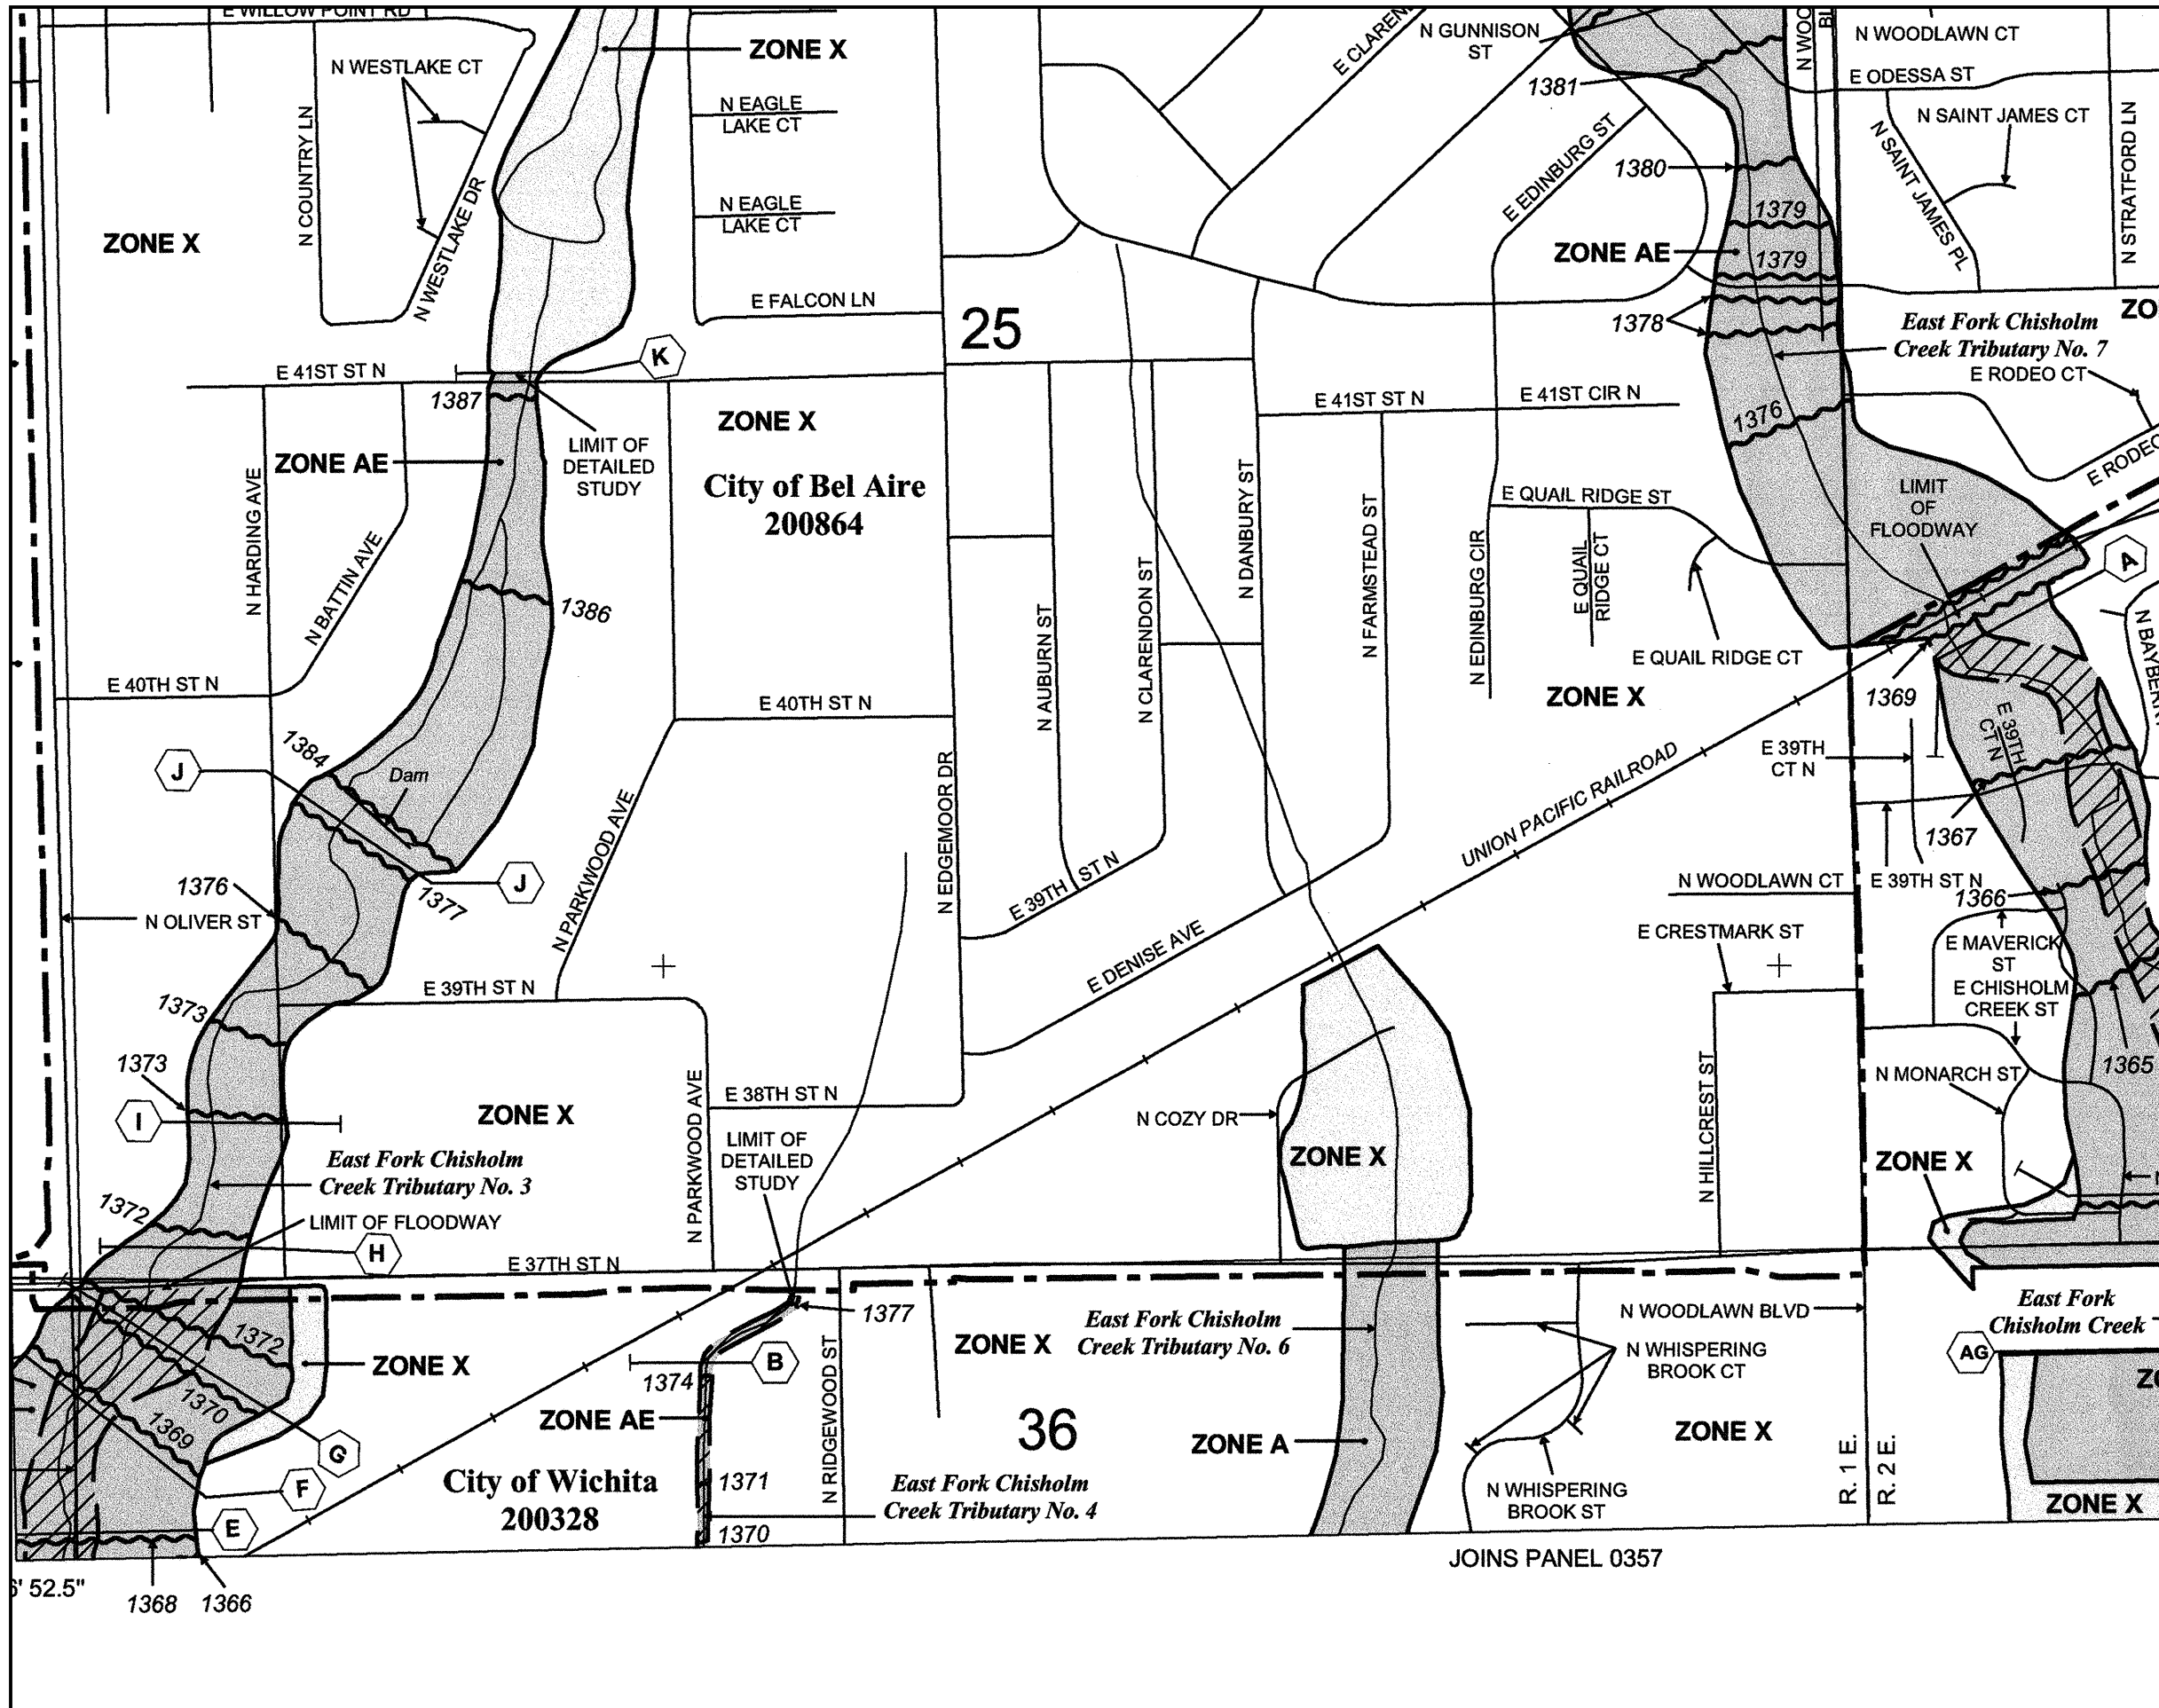 E WILLOW POINT RD
N WESTLAKE CT
N COUNTRY LN
N WESTLAKE DR
ZONE X
ZONE X
N EAGLE
LAKE CT
N EAGLE
LAKE CT
E FALCON LN
K
E 41ST ST N
1387
ZONE X
LIMIT OF
DETAILED
STUDY
ZONE AE
City of Bel Aire
200864
N HARDING AVE
N BATTIN AVE
1386
E 40TH ST N
E 40TH ST N
1384
J
Dam
J
1377
1376
N OLIVER ST
N PARKWOOD AVE
N EDGEMOOR DR
E 39TH ST N
1373
1373
I
ZONE X
East Fork Chisholm
Creek Tributary No. 3
1372
LIMIT OF FLOODWAY
H
N PARKWOOD AVE
E 38TH ST N
LIMIT OF
DETAILED
STUDY
E 37TH ST N
1372
ZONE X
1370
1369
G
F
E
1368
1366
6' 52.5"
City of Wichita
200328
1377
B
1374
ZONE AE
1371
1370
N RIDGEWOOD ST
East Fork Chisholm
Creek Tributary No. 4
ZONE X
36
25
N GUNNISON
ST
1381
E EDINBURG ST
1380
1379
ZONE AE
1379
1378
1376
N WOODLAWN CT
E ODESSA ST
N SAINT JAMES CT
N SAINT JAMES PL
N STRATFORD LN
East Fork Chisholm
Creek Tributary No. 7
E RODEO CT
LIMIT
OF
FLOODWAY
A
E 41ST ST N
E 41ST CIR N
N DANBURY ST
N FARMSTEAD ST
N CLARENDON ST
N AUBURN ST
N EDINBURG CIR
E QUAIL RIDGE ST
E QUAIL
RIDGE CT
E QUAIL RIDGE CT
ZONE X
1369
E 39TH
CT N
E 39TH
CT N
1367
E 39TH ST N
1366
UNION PACIFIC RAILROAD
E 39TH ST N
E DENISE AVE
N WOODLAWN CT
E CRESTMARK ST
E MAVERICK
ST
E CHISHOLM
CREEK ST
1365
N MONARCH ST
N COZY DR
ZONE X
N HILLCREST ST
ZONE X
East Fork Chisholm
Creek Tributary No. 6
ZONE A
N WOODLAWN BLVD
N WHISPERING
BROOK CT
N WHISPERING
BROOK ST
ZONE X
R. 1 E.
R. 2 E.
East Fork
Chisholm Creek
AG
ZONE X
JOINS PANEL 0357